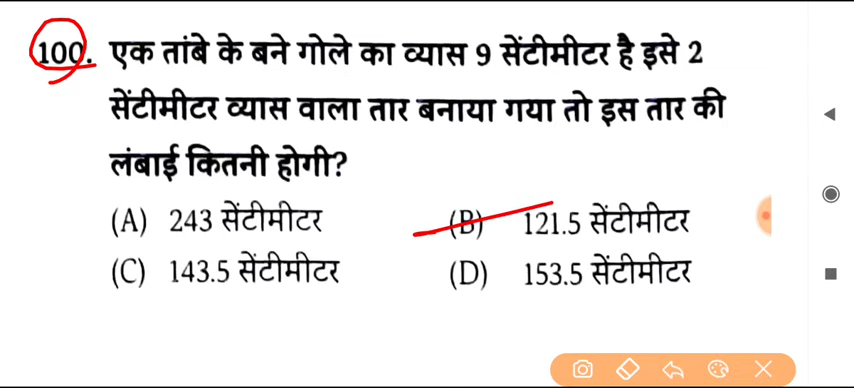 100. एक तांबे के बने गोले का व्यास 9 सेंटीमीटर है इसे 2
सेंटीमीटर व्यास वाला तार बनाया गया तो इस तार की
लंबाई कितनी होगी?
(A) 243 सेंटीमीटर (B) 121.5 सेंटीमीटर
(C) 143.5 सेंटीमीटर (D) 153.5 सेंटीमीटर